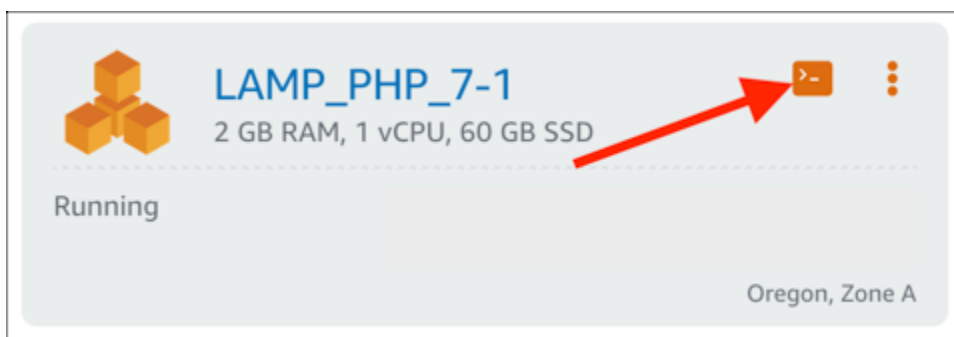 LAMP_PHP_7-1
>_
2 GB RAM, 1 vCPU, 60 GB SSD
Running
Oregon, Zone A